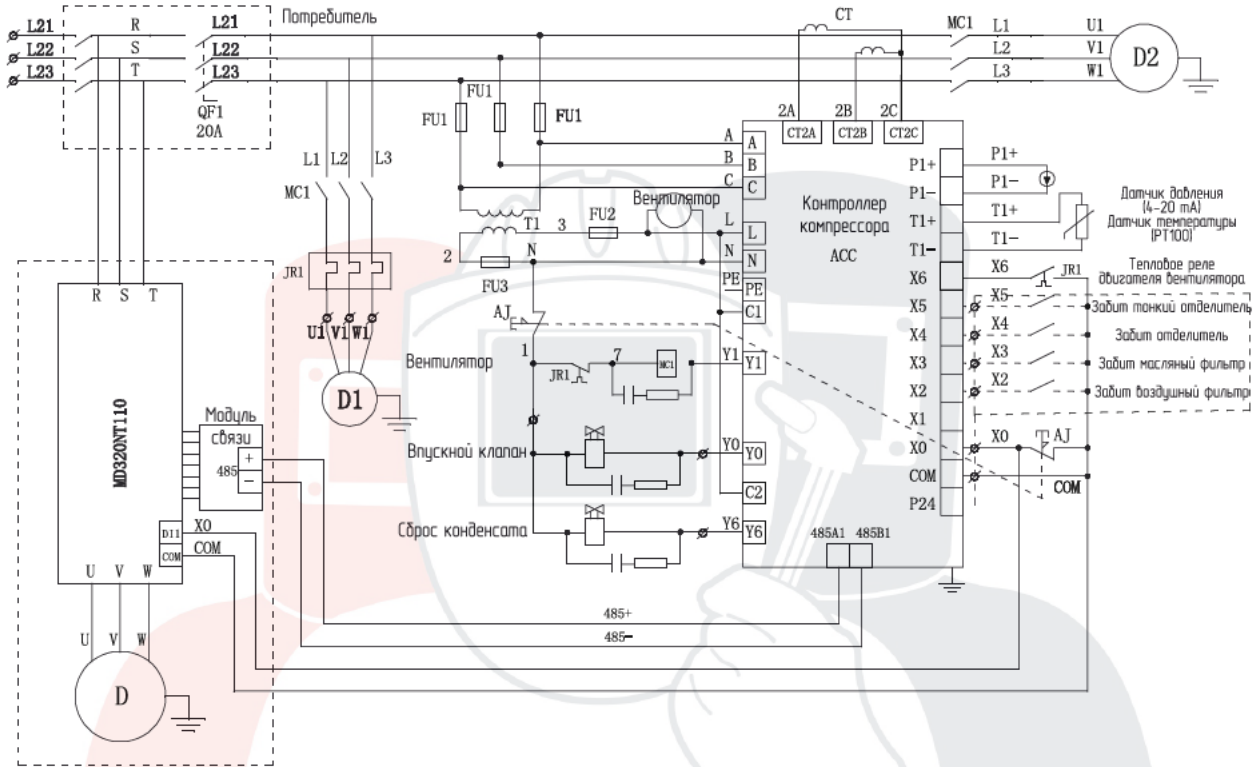 Потребитель
L21
L22
L23
R
S
T
L21
L22
L23
QF1
20A
CT
MC1
L1
L2
L3
U1
V1
W1
D2
FU1
FU1
FU1
L1
L2
L3
MC1
JR1
U1
V1
W1
D1
2A
2B
2C
CT2A
CT2B
CT2C
A
B
C
L
N
PE
A
B
C
L
N
PE
C1
Y1
Y1
Y0
Y0
C2
Y6
Y6
Контроллер
компрессора
ACC
Вентилятор
T1
3
FU2
2
N
FU3
AJ
1
Вентилятор
JR1
7
MC1
Впускной клапан
Сброс конденсата
P1+
P1-
T1+
T1-
X6
X5
X4
X3
X2
X1
X0
COM
P24
P1+
P1-
T1+
T1-
X6
X5
X4
X3
X2
X0
COM
JR1
AJ
Датчик давления
(4-20 mA)
Датчик температуры
(PT100)
Тепловое реле
двигателя вентилятора
Забит тонкий отделитель
Забит отделитель
Забит масляный фильтр
Забит воздушный фильтр
485A1
485B1
R
S
T
MD320NT110
Модуль
связи
+
485
-
DI1
COM
X0
COM
U
V
W
U
V
W
D
485+
485-